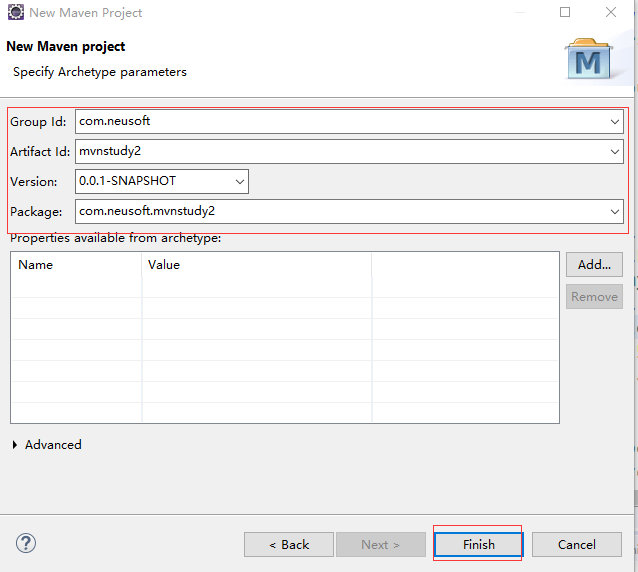 New Maven Project
New Maven project
Specify Archetype parameters
M
Group Id: com.neusoft
Artifact Id: mvnstudy2
Version: 0.0.1-SNAPSHOT
Package: com.neusoft.mvnstudy2
Properties available from archetype:
Name Value
Add...
Remove
Advanced
?
< Back Next > Finish Cancel